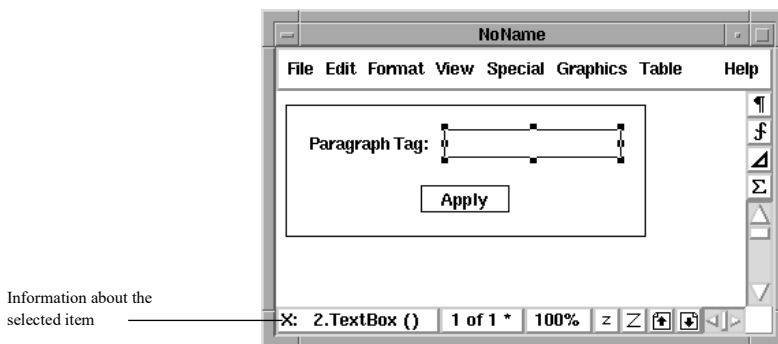 NoName
File Edit Format View Special Graphics Table Help
¶
Paragraph Tag:
Σ
Apply
Information about the
selected item
X: 2.TextBox () 1 of 1 * 100% z Z